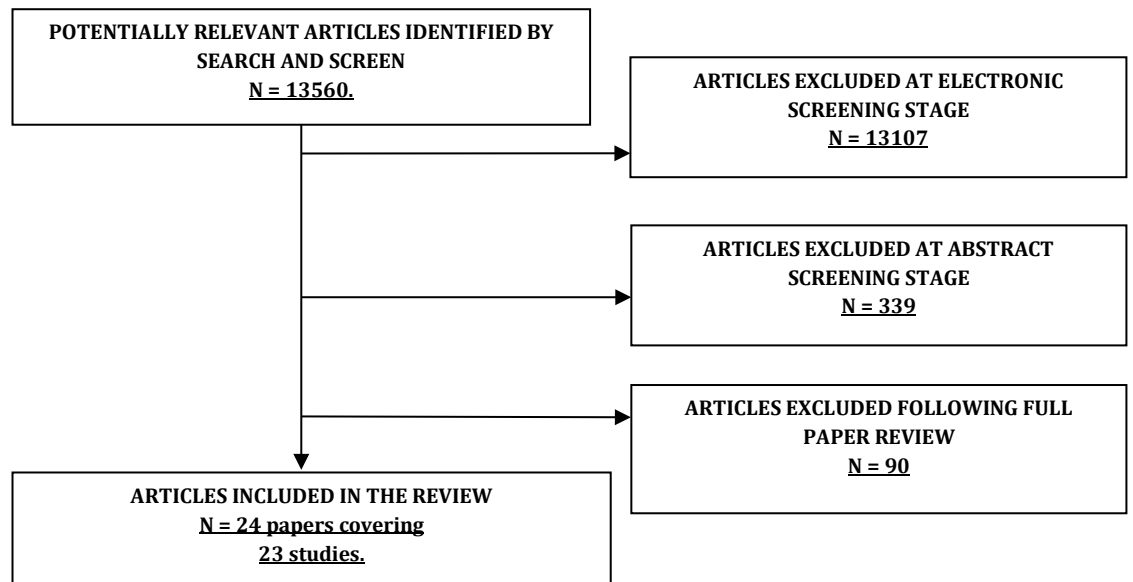 POTENTIALLY RELEVANT ARTICLES IDENTIFIED BY
SEARCH AND SCREEN
N = 13560.
ARTICLES EXCLUDED AT ELECTRONIC
SCREENING STAGE
N = 13107
ARTICLES EXCLUDED AT ABSTRACT
SCREENING STAGE
N = 339
ARTICLES EXCLUDED FOLLOWING FULL
PAPER REVIEW
N = 90
ARTICLES INCLUDED IN THE REVIEW
N = 24 papers covering
23 studies.